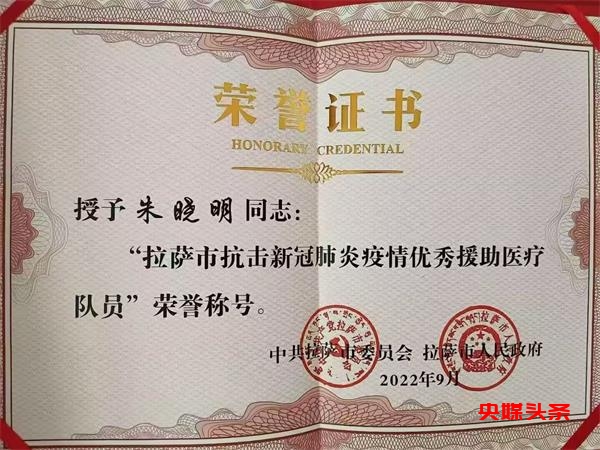 荣誉证书
HONORARY CREDENTIAL
授予朱晓明同志：
“拉萨市抗击新冠肺炎疫情优秀援助医疗
队员”荣誉称号。
中共拉萨市委员会 拉萨市人民政府
2022年9月
央媒头条